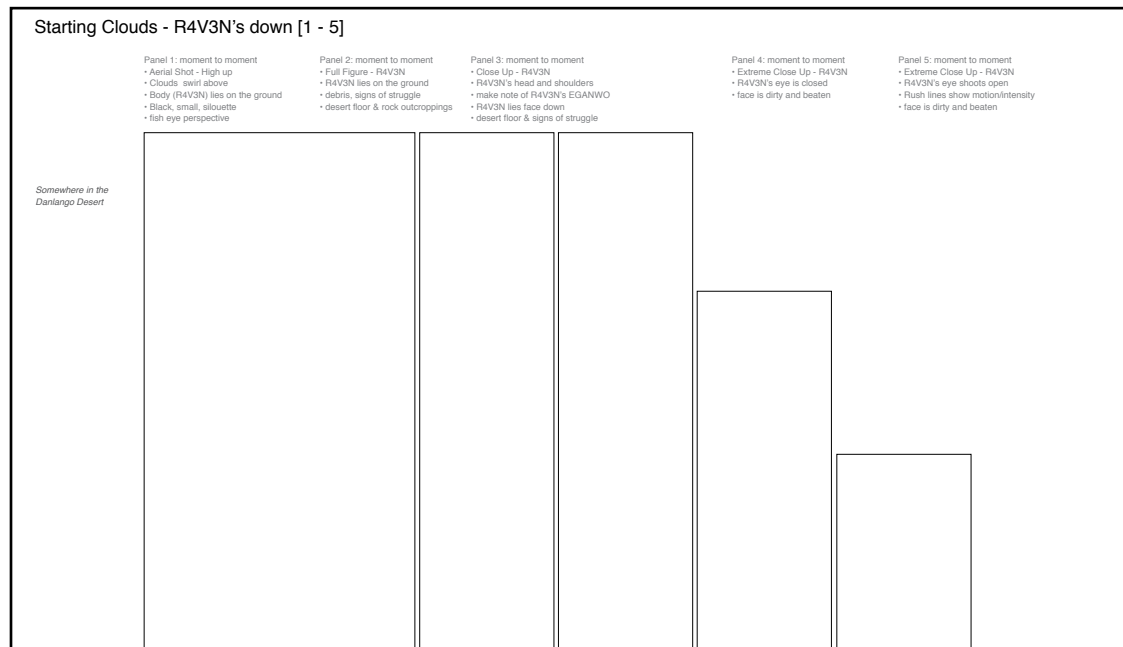 Starting Clouds - R4V3N’s down [1 - 5]
Panel 1: moment to moment
• Aerial Shot - High up
• Clouds  swirl above
• Body (R4V3N) lies on the ground
• Black, small, silouette
• fish eye perspective
Panel 2: moment to moment
• Full Figure - R4V3N
• R4V3N lies on the ground
• debris, signs of struggle
• desert floor & rock outcroppings
Panel 3: moment to moment
• Close Up - R4V3N
• R4V3N’s head and shoulders
• make note of R4V3N’s EGANWO
• R4V3N lies face down
• desert floor & signs of struggle
Panel 4: moment to moment
• Extreme Close Up - R4V3N
• R4V3N’s eye is closed
• face is dirty and beaten
Panel 5: moment to moment
• Extreme Close Up - R4V3N
• R4V3N’s eye shoots open
• Rush lines show motion/intensity
• face is dirty and beaten
Somewhere in the
Danlango Desert